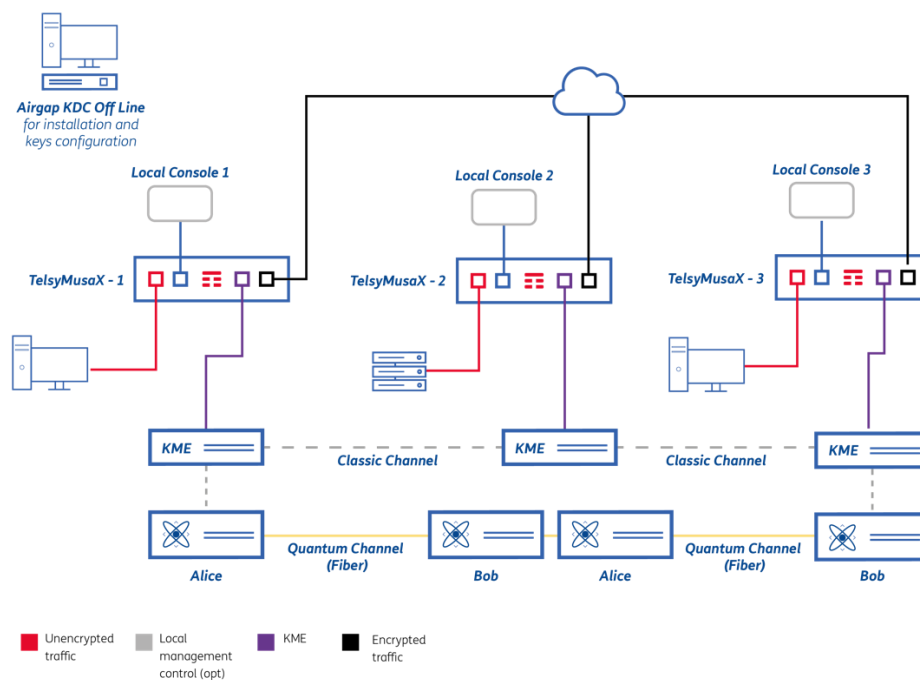 Airgap KDC Off Line
for installation and
keys configuration
Local Console 1
Local Console 2
Local Console 3
TelsyMusaX - 1
TelsyMusaX - 2
TelsyMusaX - 3
KME
Classic Channel
KME
Classic Channel
KME
Quantum Channel
(Fiber)
Quantum Channel
(Fiber)
Alice
Bob
Alice
Bob
Unencrypted
traffic
Local
management
control (opt)
KME
Encrypted
traffic